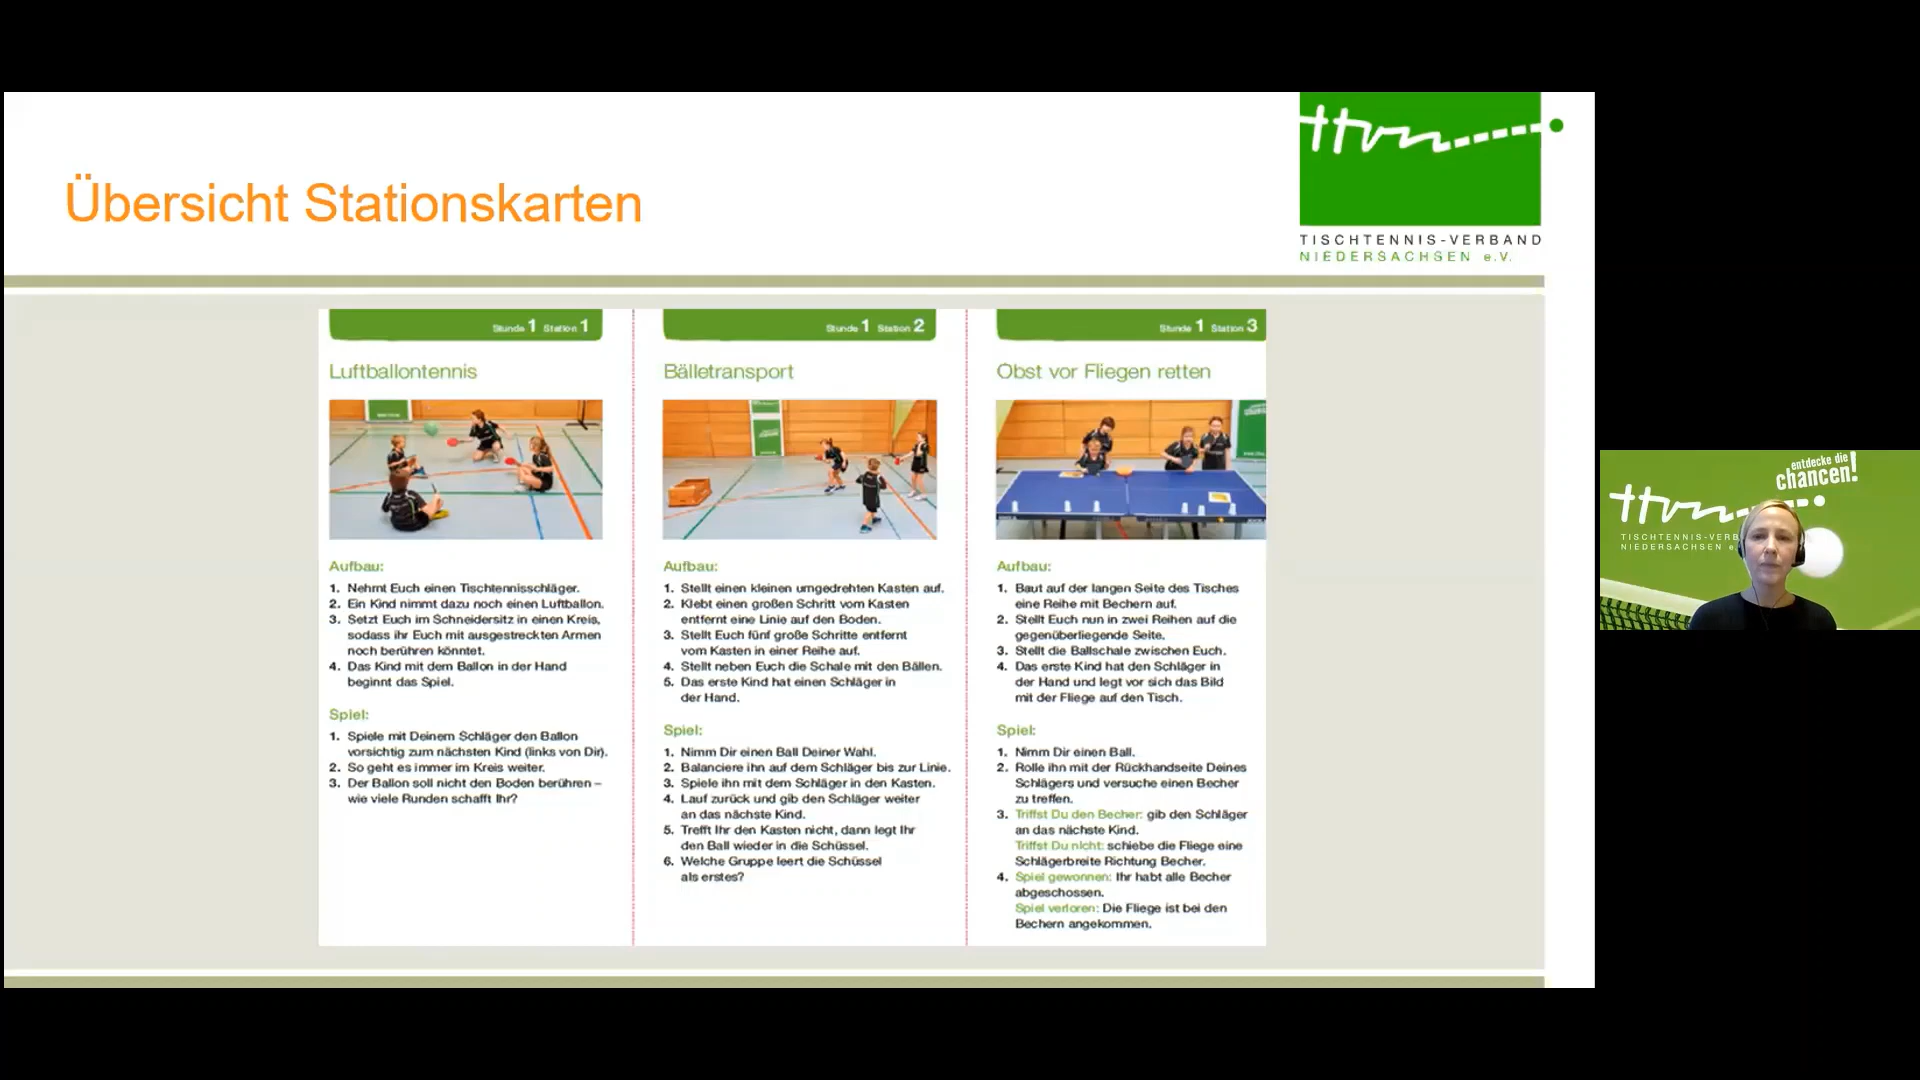 Übersicht Stationskarten
ttvn
TISCHTENNIS-VERBAND
NIEDERSACHSEN e.V.
Stunde 1 Station 1
Luftballontennis
Aufbau:
1. Nehmt Euch einen Tischtennisschläger.
2. Ein Kind nimmt dazu noch einen Luftballon.
3. Setzt Euch im Schneidersitz in einen Kreis,
sodass ihr Euch mit ausgestreckten Armen
noch berühren könntet.
4. Das Kind mit dem Ballon in der Hand
beginnt das Spiel.
Spiel:
1. Spiele mit Deinem Schläger den Ballon
vorsichtig zum nächsten Kind (links von Dir).
2. So geht es immer im Kreis weiter.
3. Der Ballon soll nicht den Boden berühren –
wie viele Runden schafft Ihr?
Stunde 1 Station 2
Bälletransport
Aufbau:
1. Stellt einen kleinen umgedrehten Kasten auf.
2. Klebt einen großen Schritt vom Kasten
entfernt eine Linie auf den Boden.
3. Stellt Euch fünf große Schritte entfernt
vom Kasten in einer Reihe auf.
4. Stellt neben Euch die Schale mit den Bällen.
5. Das erste Kind hat einen Schläger in
der Hand.
Spiel:
1. Nimm Dir einen Ball Deiner Wahl.
2. Balanciere ihn auf dem Schläger bis zur Linie.
3. Spiele ihn mit dem Schläger in den Kasten.
4. Lauf zurück und gib den Schläger weiter
an das nächste Kind.
5. Trefft Ihr den Kasten nicht, dann legt Ihr
den Ball wieder in die Schüssel.
6. Welche Gruppe leert die Schüssel
als erstes?
Stunde 1 Station 3
Obst vor Fliegen retten
Aufbau:
1. Baut auf der langen Seite des Tisches
eine Reihe mit Bechern auf.
2. Stellt Euch nun in zwei Reihen auf die
gegenüberliegende Seite.
3. Stellt die Ballschale zwischen Euch.
4. Das erste Kind hat den Schläger in
der Hand und legt vor sich das Bild
mit der Fliege auf den Tisch.
Spiel:
1. Nimm Dir einen Ball.
2. Rolle ihn mit der Rückhandseite Deines
Schlägers und versuche einen Becher
zu treffen.
3. Triffst Du den Becher: gib den Schläger
an das nächste Kind.
Triffst Du nicht: schiebe die Fliege eine
Schlägerbreite Richtung Becher.
4. Spiel gewonnen: Ihr habt alle Becher
abgeschossen.
Spiel verloren: Die Fliege ist bei den
Bechern angekommen.
entdecke die
chancen!
ttvn
TISCHTENNIS-VERB
NIEDERSACHSEN e.